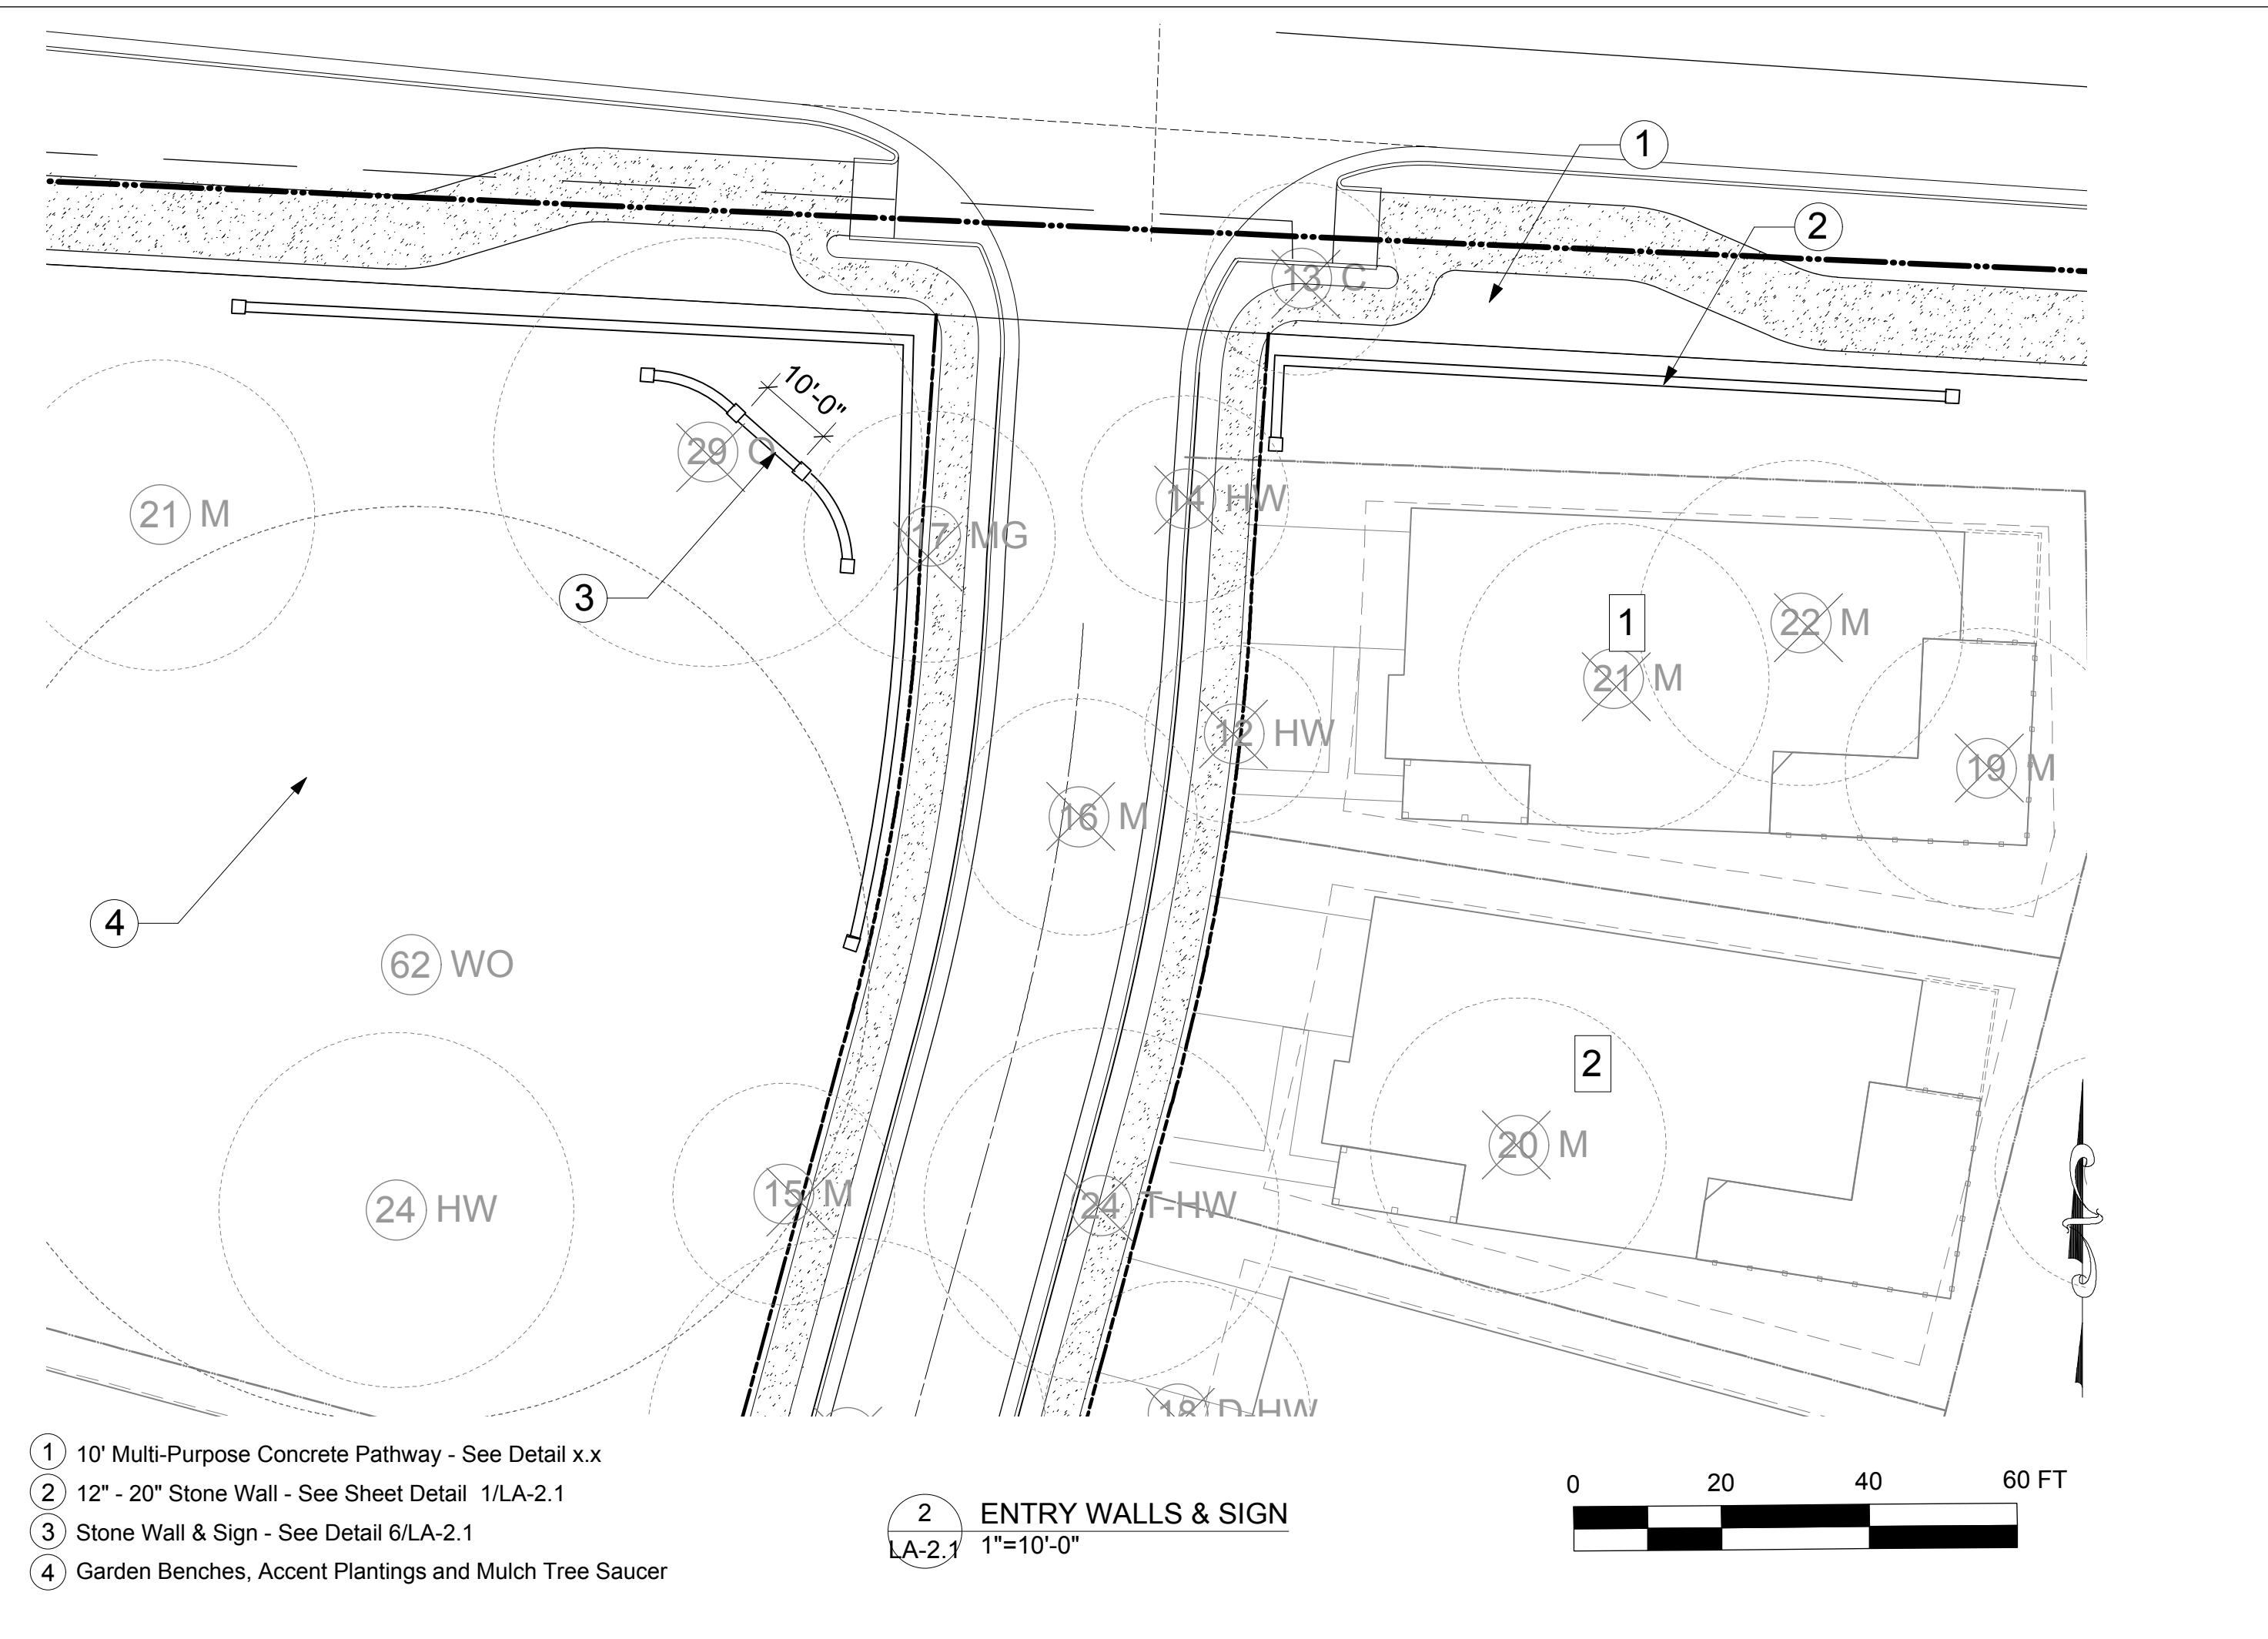 1
2
13 C
10'-0"
29 O
21 M
14 HW
17 MG
3
1
22 M
21 M
12 HW
19 M
16 M
4
62 WO
2
20 M
15 M
24 T-HW
24 HW
18 D-HW
1 10' Multi-Purpose Concrete Pathway - See Detail x.x
2 12" - 20" Stone Wall - See Sheet Detail 1/LA-2.1
3 Stone Wall & Sign - See Detail 6/LA-2.1
4 Garden Benches, Accent Plantings and Mulch Tree Saucer
2 ENTRY WALLS & SIGN
LA-2.1 1"=10'-0"
0 20 40 60 FT